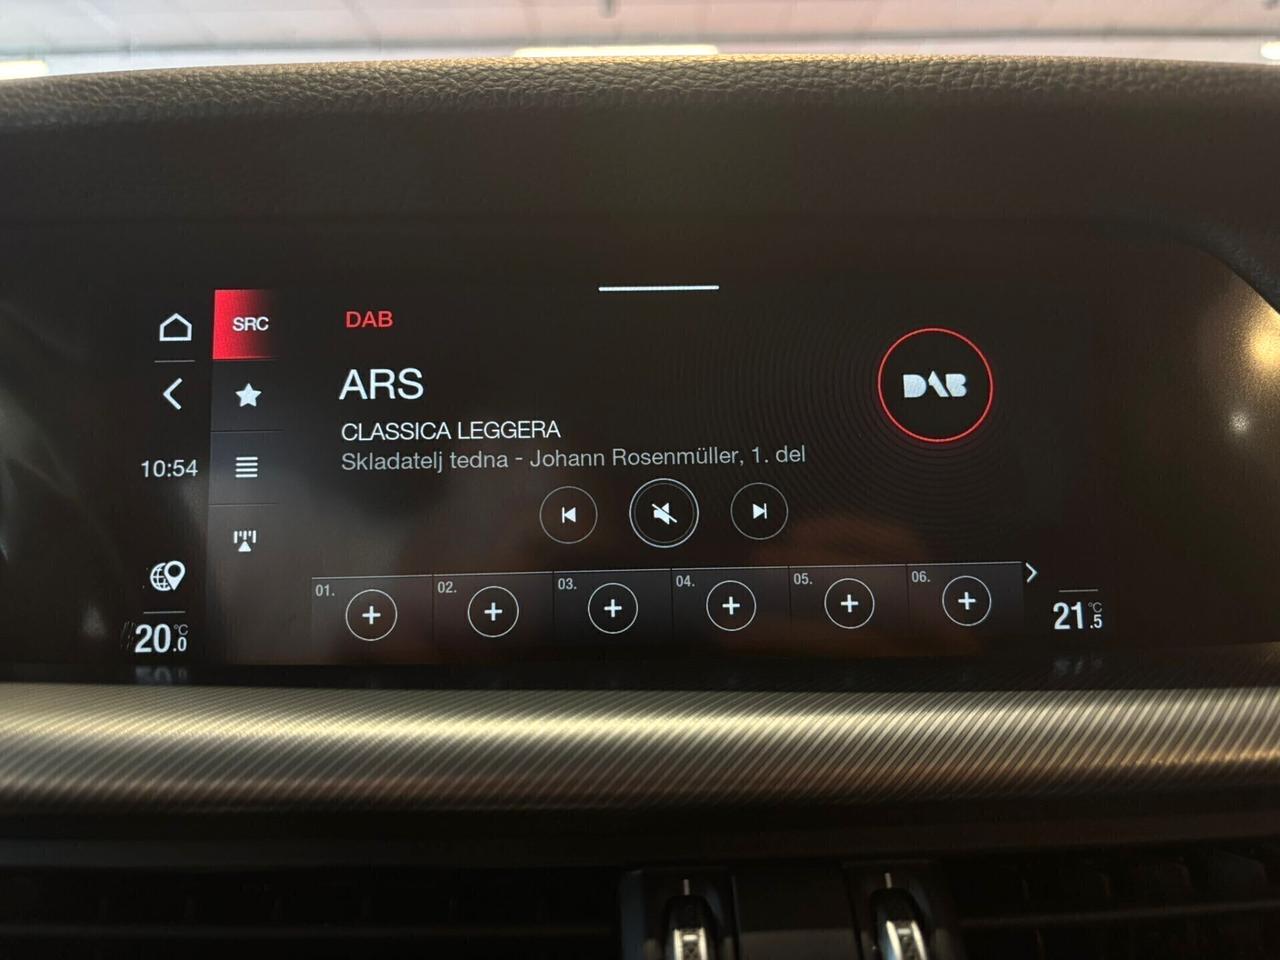 SRC
DAB
ARS
DAB
CLASSICA LEGGERA
Skladatelj tedna - Johann Rosenmüller, 1. del
10:54
01. 02. 03. 04. 05. 06.
20.0 °C
21.5 °C